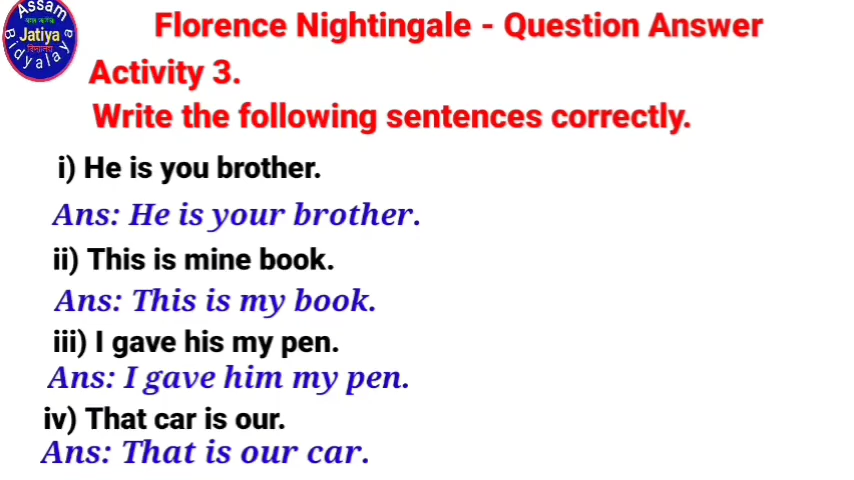 Assam
Jatiya
Bidyalaya
Florence Nightingale - Question Answer
Activity 3.
Write the following sentences correctly.
i) He is you brother.
Ans: He is your brother.
ii) This is mine book.
Ans: This is my book.
iii) I gave his my pen.
Ans: I gave him my pen.
iv) That car is our.
Ans: That is our car.